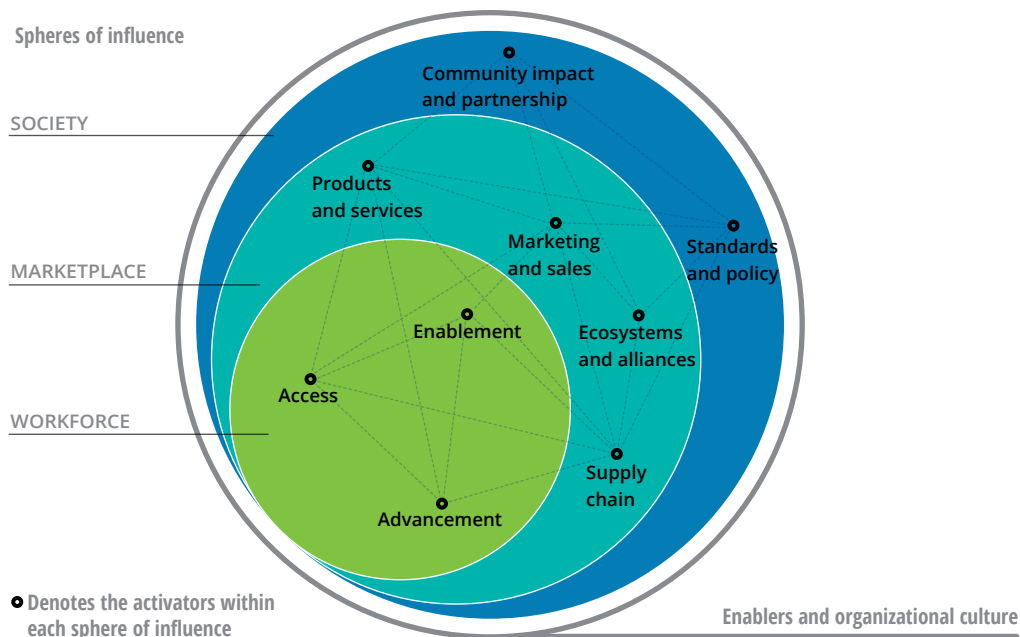 Spheres of influence
Community impact
and partnership
SOCIETY
Products
and services
Marketing
and sales
Standards
and policy
MARKETPLACE
Enablement
Ecosystems
and alliances
Access
WORKFORCE
Supply
chain
Advancement
Denotes the activators within
each sphere of influence
Enablers and organizational culture